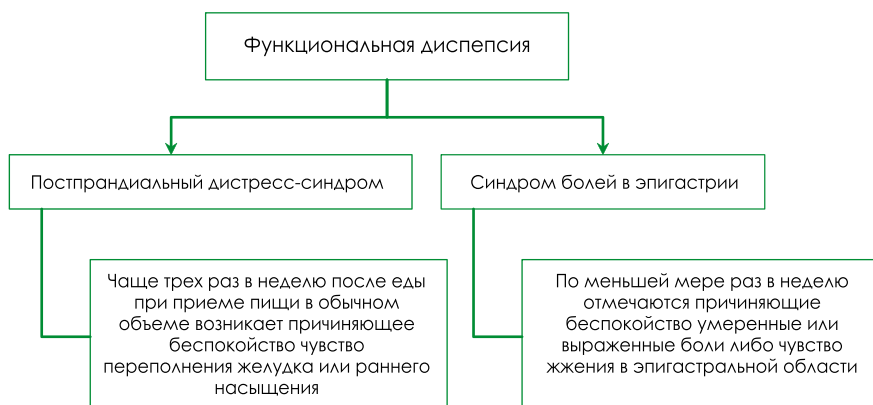 Функциональная диспепсия
Постпрандиальный дистресс-синдром
Синдром болей в эпигастрии
Чаще трех раз в неделю после еды
при приеме пищи в обычном
объеме возникает причиняющее
беспокойство чувство
переполнения желудка или раннего
насыщения
По меньшей мере раз в неделю
отмечаются причиняющие
беспокойство умеренные или
выраженные боли либо чувство
жжения в эпигастральной области